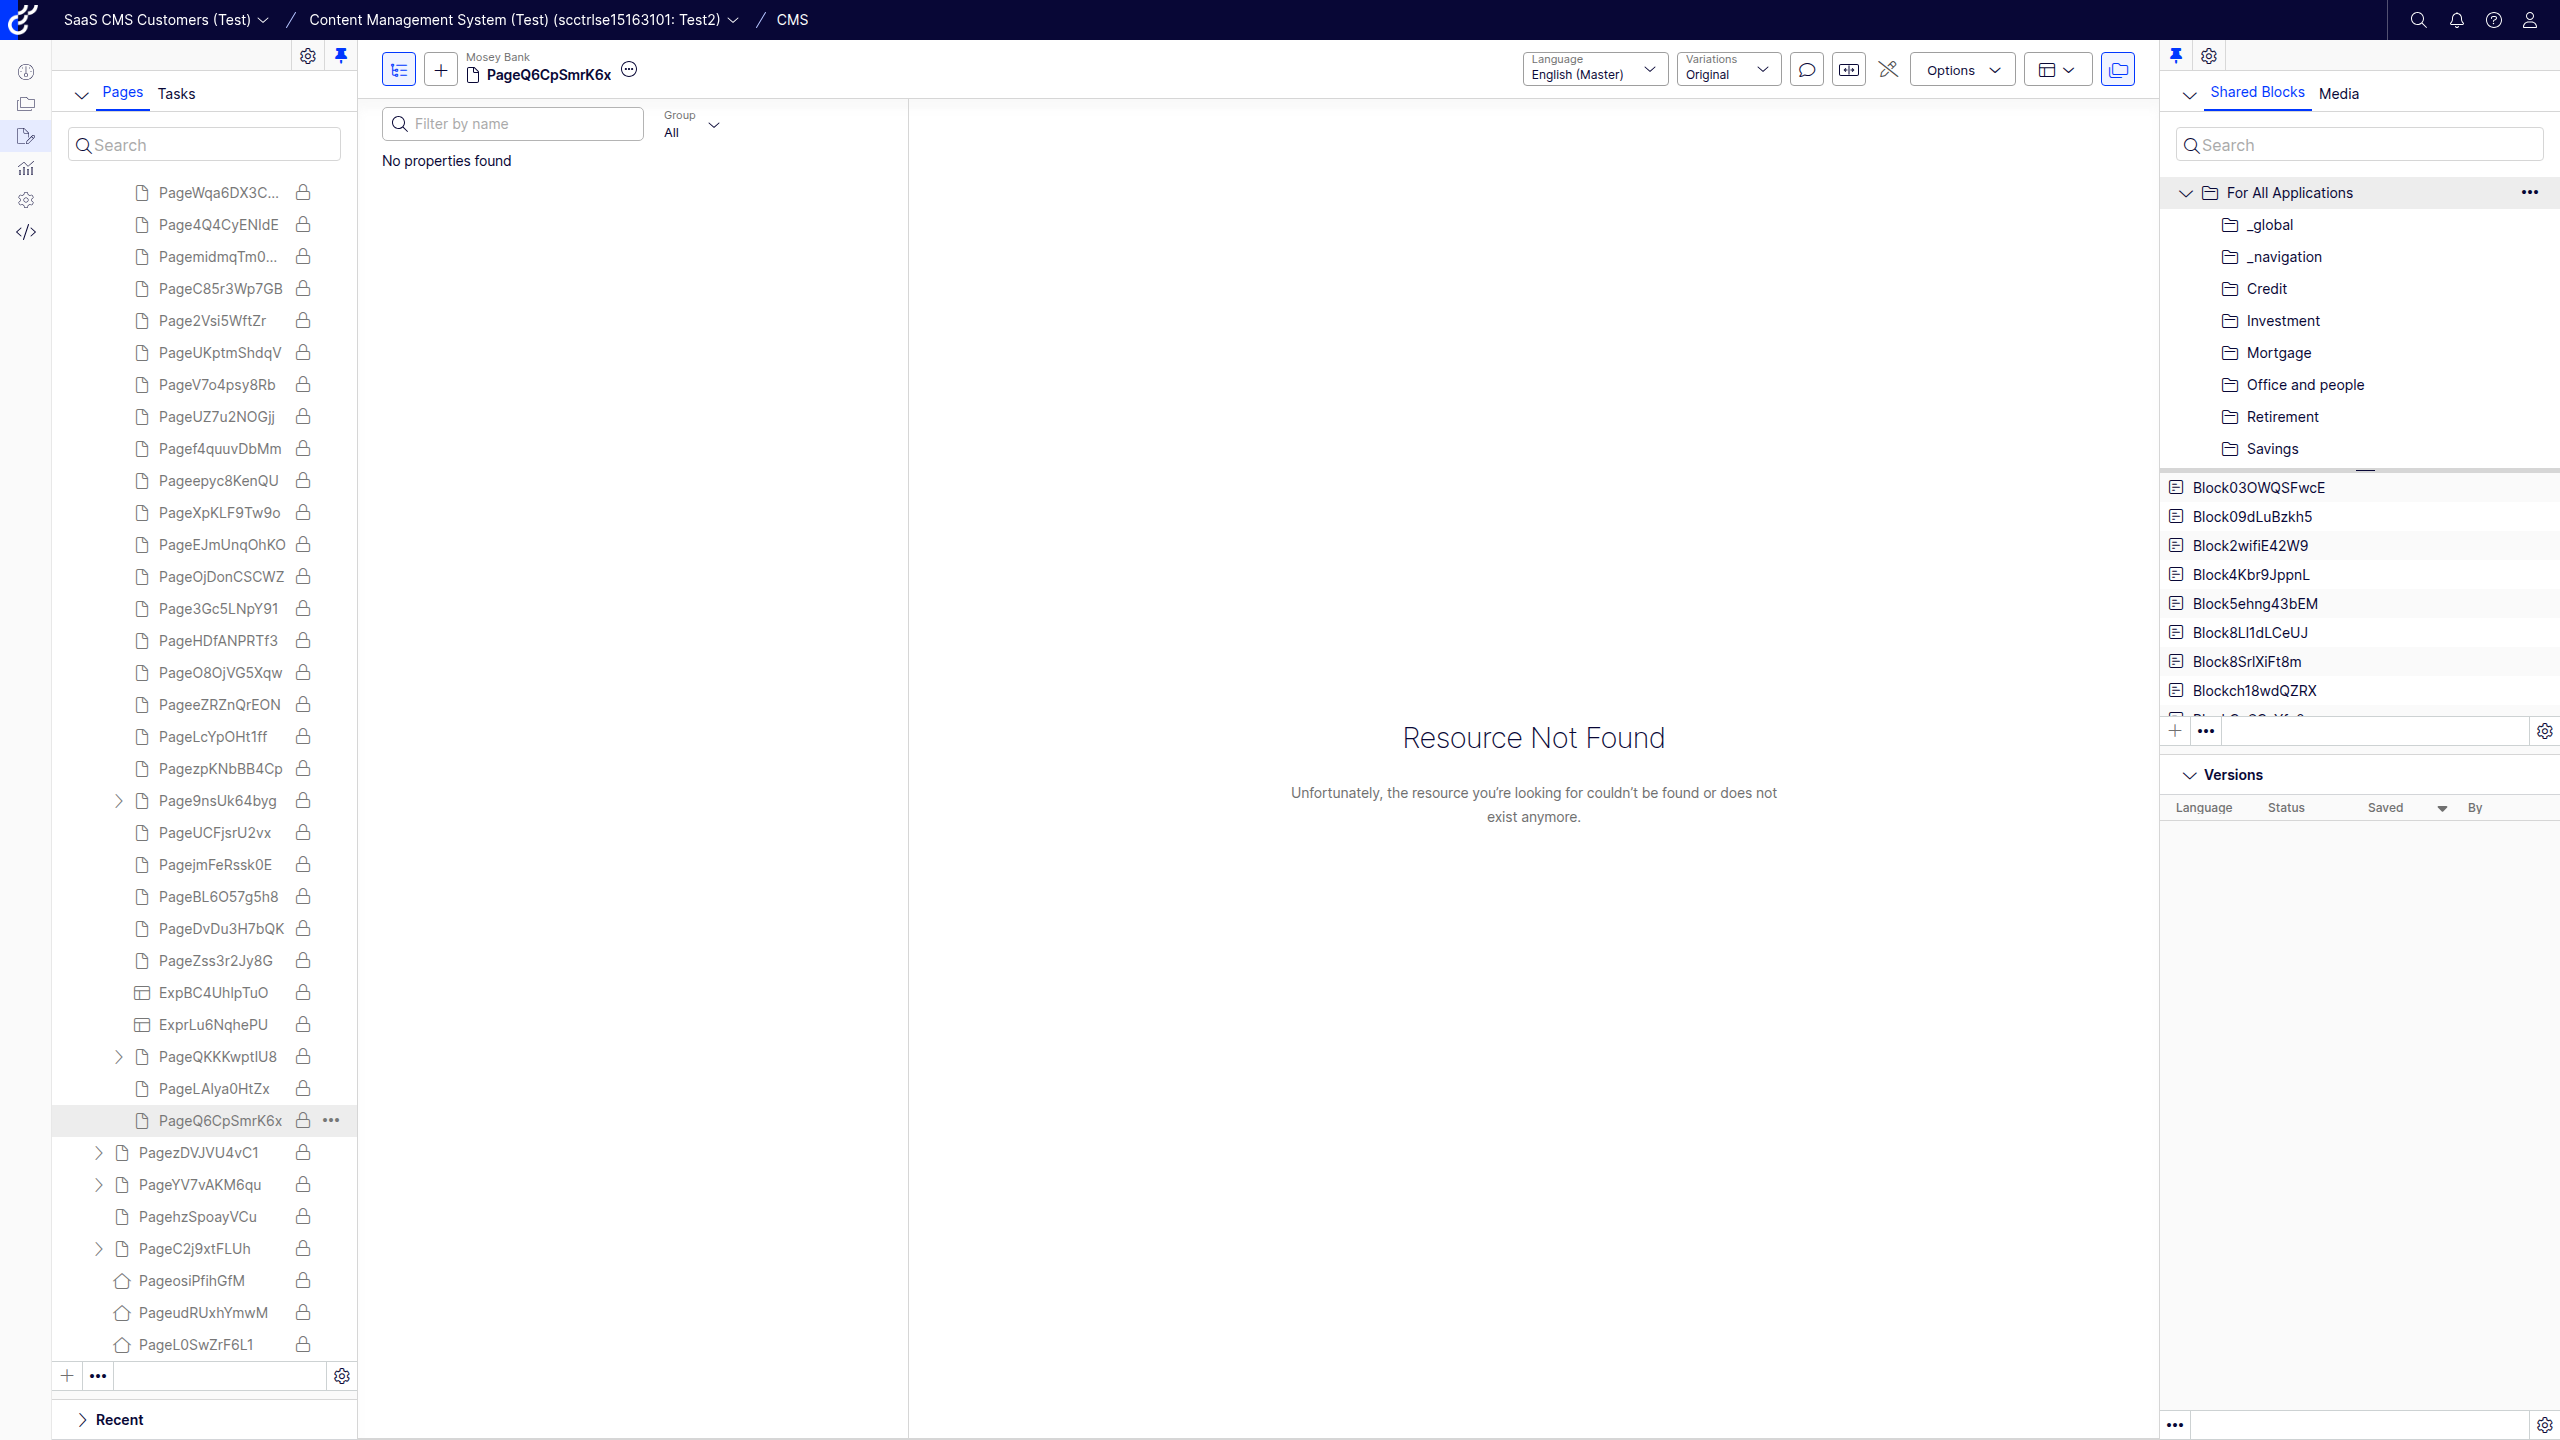 SaaS CMS Customers (Test)
Content Management System (Test) (scctrlse15163101: Test2)
CMS
Pages
Tasks
Search
PageWqa6DX3C...
Page4Q4CyENIdE
PagemidmqTm0...
PageC85r3Wp7GB
Page2Vsi5WftZr
PageUKptmShdqV
PageV7o4psy8Rb
PageUZ7u2NOGjj
Pagef4quuvDbMm
Pageepyc8KenQU
PageXpKLF9Tw9o
PageEJmUnqOhKO
PageOjDonCSCWZ
Page3Gc5LNpY91
PageHDfANPRTf3
PageO8OjVG5Xqw
PageeZRZnQrEON
PageLcYpOHt1ff
PagezpKNbBB4Cp
Page9nsUk64byg
PageUCFjsrU2vx
PagejmFeRssk0E
PageBL6O57g5h8
PageDvDu3H7bQK
PageZss3r2Jy8G
ExpBC4UhlpTuO
ExprLu6NqhePU
PageQKKKwptIU8
PageLAlya0HtZx
PageQ6CpSmrK6x
PagezDVJVU4vC1
PageYV7vAKM6qu
PagehzSpoayVCu
PageC2j9xtFLUh
PageosiPfihGfM
PageudRUxhYmwM
PageL0SwZrF6L1
Recent
Mosey Bank
PageQ6CpSmrK6x
Language
English (Master)
Variations
Original
Options
Filter by name
Group
All
No properties found
Resource Not Found
Unfortunately, the resource you’re looking for couldn’t be found or does not
exist anymore.
Shared Blocks
Media
Search
For All Applications
_global
_navigation
Credit
Investment
Mortgage
Office and people
Retirement
Savings
Block03OWQSFwcE
Block09dLuBzkh5
Block2wifiE42W9
Block4Kbr9JppnL
Block5ehng43bEM
Block8LI1dLCeUJ
Block8SrlXiFt8m
Blockch18wdQZRX
Versions
Language
Status
Saved
By